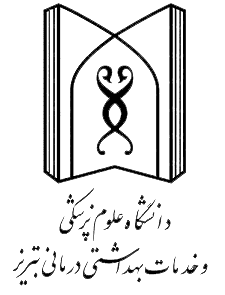 دانشگاه علوم پزشکی
و خدمات بهداشتی درمانی تبریز